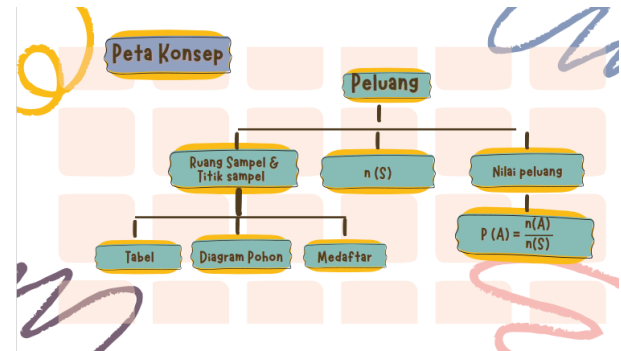 Peta Konsep
Peluang
Ruang Sampel &
Titik sampel
n (S)
Nilai peluang
Tabel
Diagram Pohon
Medaftar
P (A) = n(A)
n(S)